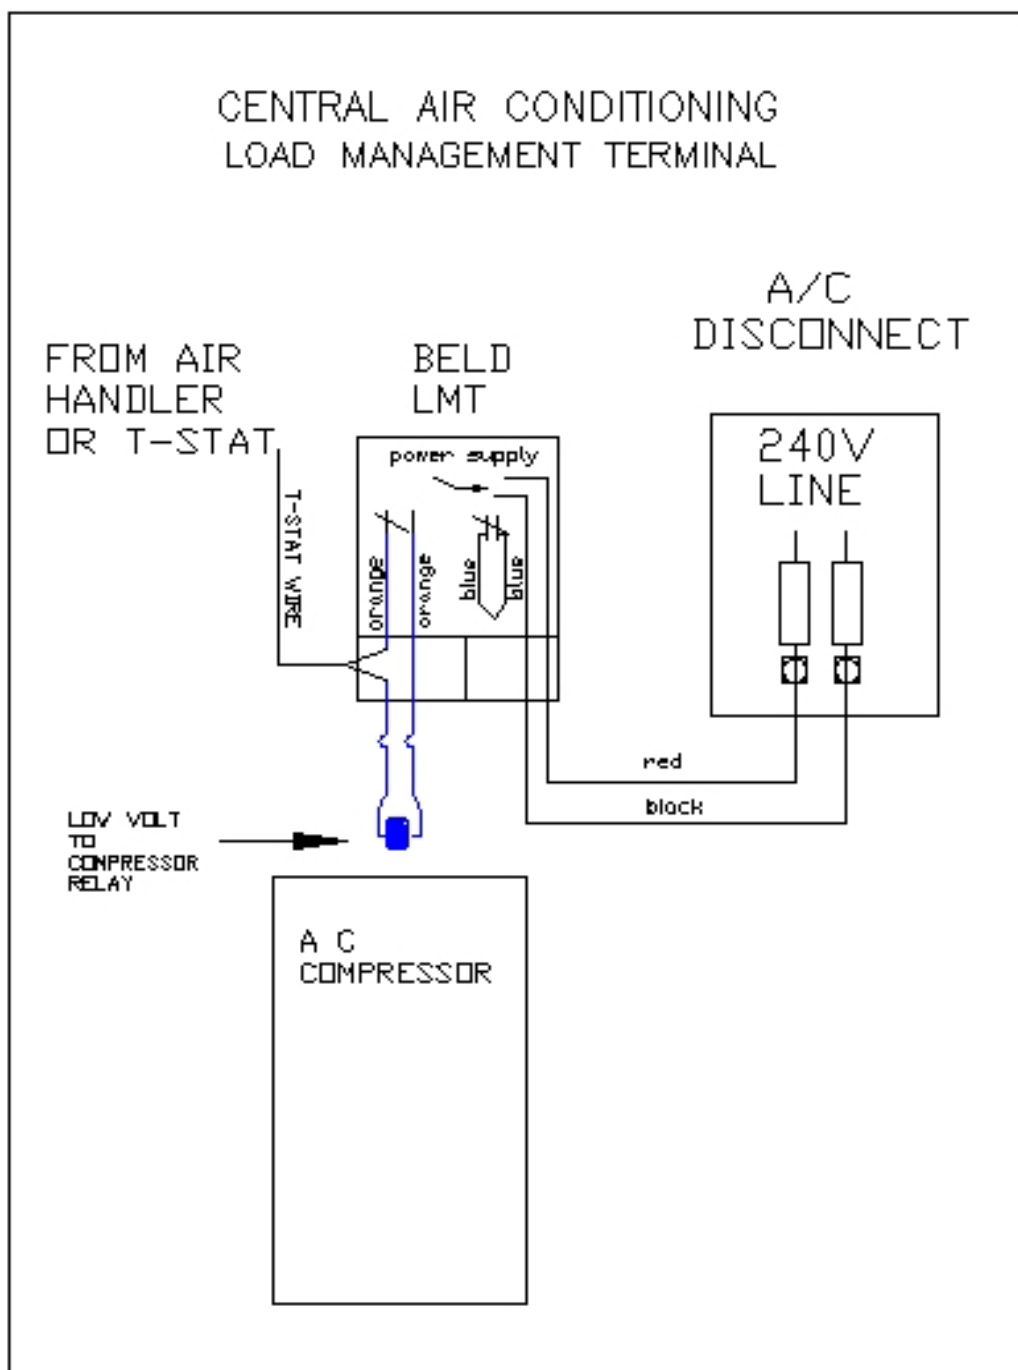 CENTRAL AIR CONDITIONING
LOAD MANAGEMENT TERMINAL
A/C
DISCONNECT
FROM AIR
HANDLER
OR T-STAT
BELD
LMT
240V
LINE
power supply
T-STAT WIRE
orange
orange
blue
blue
red
black
LOW VOLT
TO
COMPRESSOR
RELAY
A C
COMPRESSOR